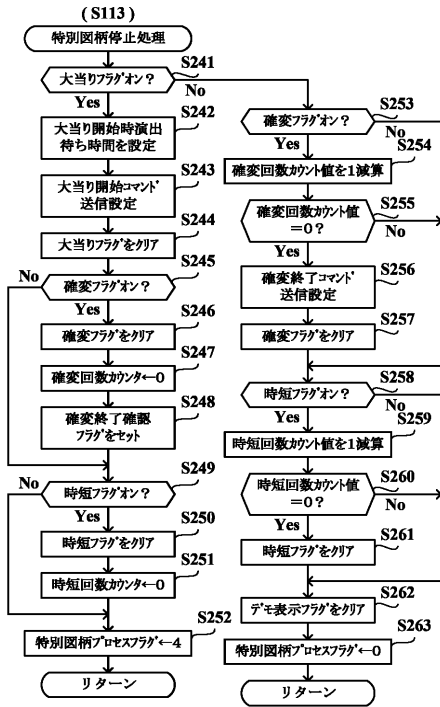 (S113)
特別図柄停止処理
S241
大当りフラグオン?
Yes
No
S242
大当り開始時演出
待ち時間を設定
S243
大当り開始コマンド
送信設定
S244
大当りフラグをクリア
S245
No
確変フラグオン?
Yes
S246
確変フラグをクリア
S247
確変回数カウンタ←0
S248
確変終了確認
フラグをセット
S249
No
時短フラグオン?
Yes
S250
時短フラグをクリア
S251
時短回数カウンタ←0
S252
特別図柄プロセスフラグ←4
リターン
S253
確変フラグオン?
Yes
No
S254
確変回数カウント値を1減算
S255
確変回数カウント値
=0?
No
Yes
S256
確変終了コマンド
送信設定
S257
確変フラグをクリア
S258
時短フラグオン?
No
Yes
S259
時短回数カウント値を1減算
S260
時短回数カウント値
=0?
No
Yes
S261
時短フラグをクリア
S262
デモ表示フラグをクリア
S263
特別図柄プロセスフラグ←0
リターン